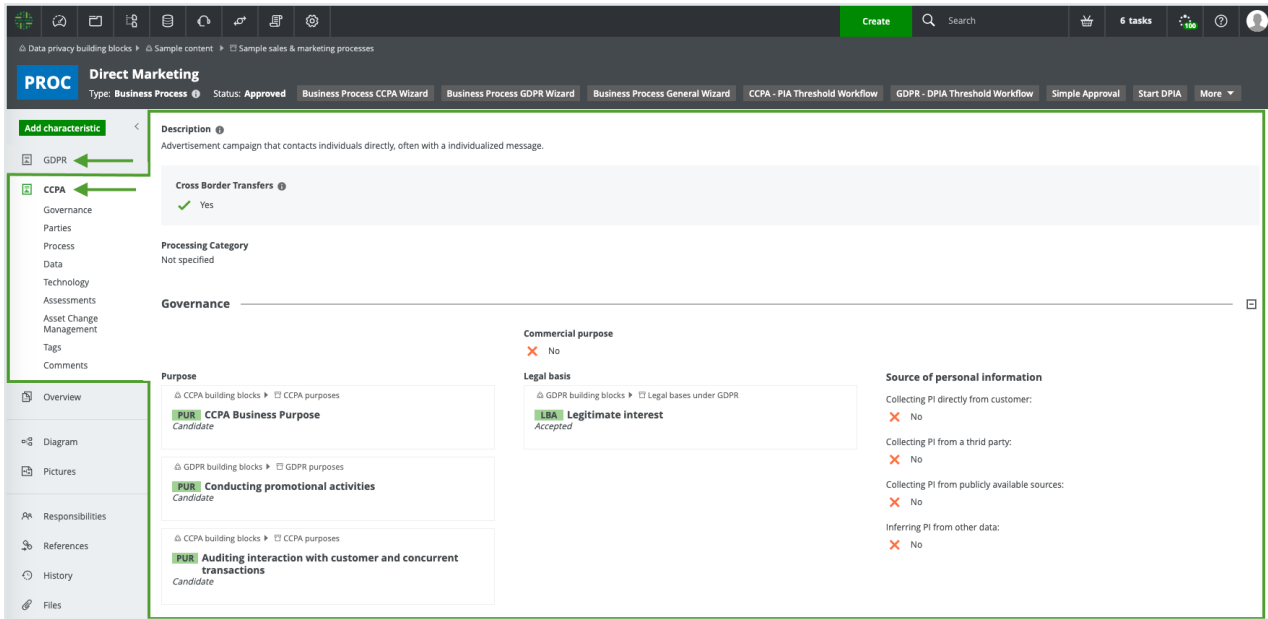 Create
Search
6 tasks
100
Data privacy building blocks
Sample content
Sample sales & marketing processes
PROC
Direct Marketing
Type: Business Process
Status: Approved
Business Process CCPA Wizard
Business Process GDPR Wizard
Business Process General Wizard
CCPA - PIA Threshold Workflow
GDPR - DPIA Threshold Workflow
Simple Approval
Start DPIA
More
Add characteristic
GDPR
CCPA
Governance
Parties
Process
Data
Technology
Assessments
Asset Change
Management
Tags
Comments
Overview
Diagram
Pictures
Responsibilities
References
History
Files
Description
Advertisement campaign that contacts individuals directly, often with a individualized message.
Cross Border Transfers
Yes
Processing Category
Not specified
Governance
Commercial purpose
No
Purpose
CCPA building blocks
CCPA purposes
PUR CCPA Business Purpose
Candidate
GDPR building blocks
GDPR purposes
PUR Conducting promotional activities
Candidate
CCPA building blocks
CCPA purposes
PUR Auditing interaction with customer and concurrent
transactions
Candidate
Legal basis
GDPR building blocks
Legal bases under GDPR
LBA Legitimate interest
Accepted
Source of personal information
Collecting PI directly from customer:
No
Collecting PI from a thrid party:
No
Collecting PI from publicly available sources:
No
Inferring PI from other data:
No